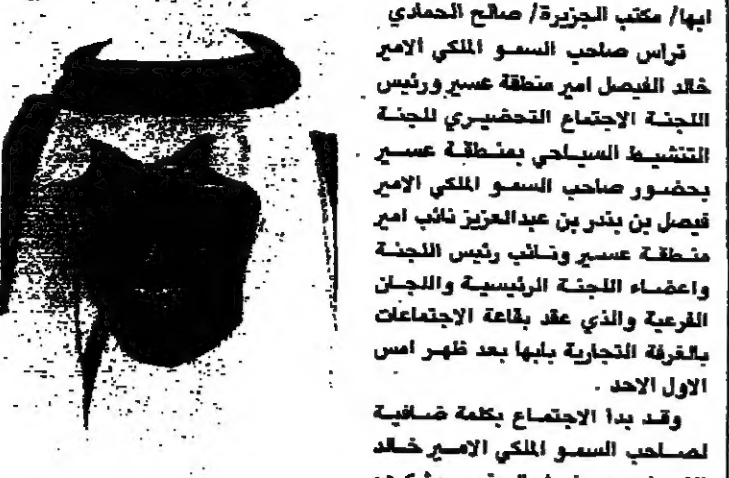 ابها/ مكتب الجزيرة/ صالح الحمادي
تراس صاحب السمو الملكي الامير
خالد الفيصل امير منطقة عسير ورئيس
اللجنة الاجتماع التحضيري للجنة
التنشيط السياحي بمنطقة عسير
بحضور صاحب السمو الملكي الامير
فيصل بن بندر بن عبدالعزيز نائب امير
منطقة عسير ونائب رئيس اللجنة
واعضاء اللجنة الرئيسية واللجان
الفرعية والذي عقد بقاعة الاجتماعات
بالغرفة التجارية بابها بعد ظهر امس
الاول الاحد .
وقد بدا الاجتماع بكلمة ضافية
لصاحب السمو الملكي الامير خالد